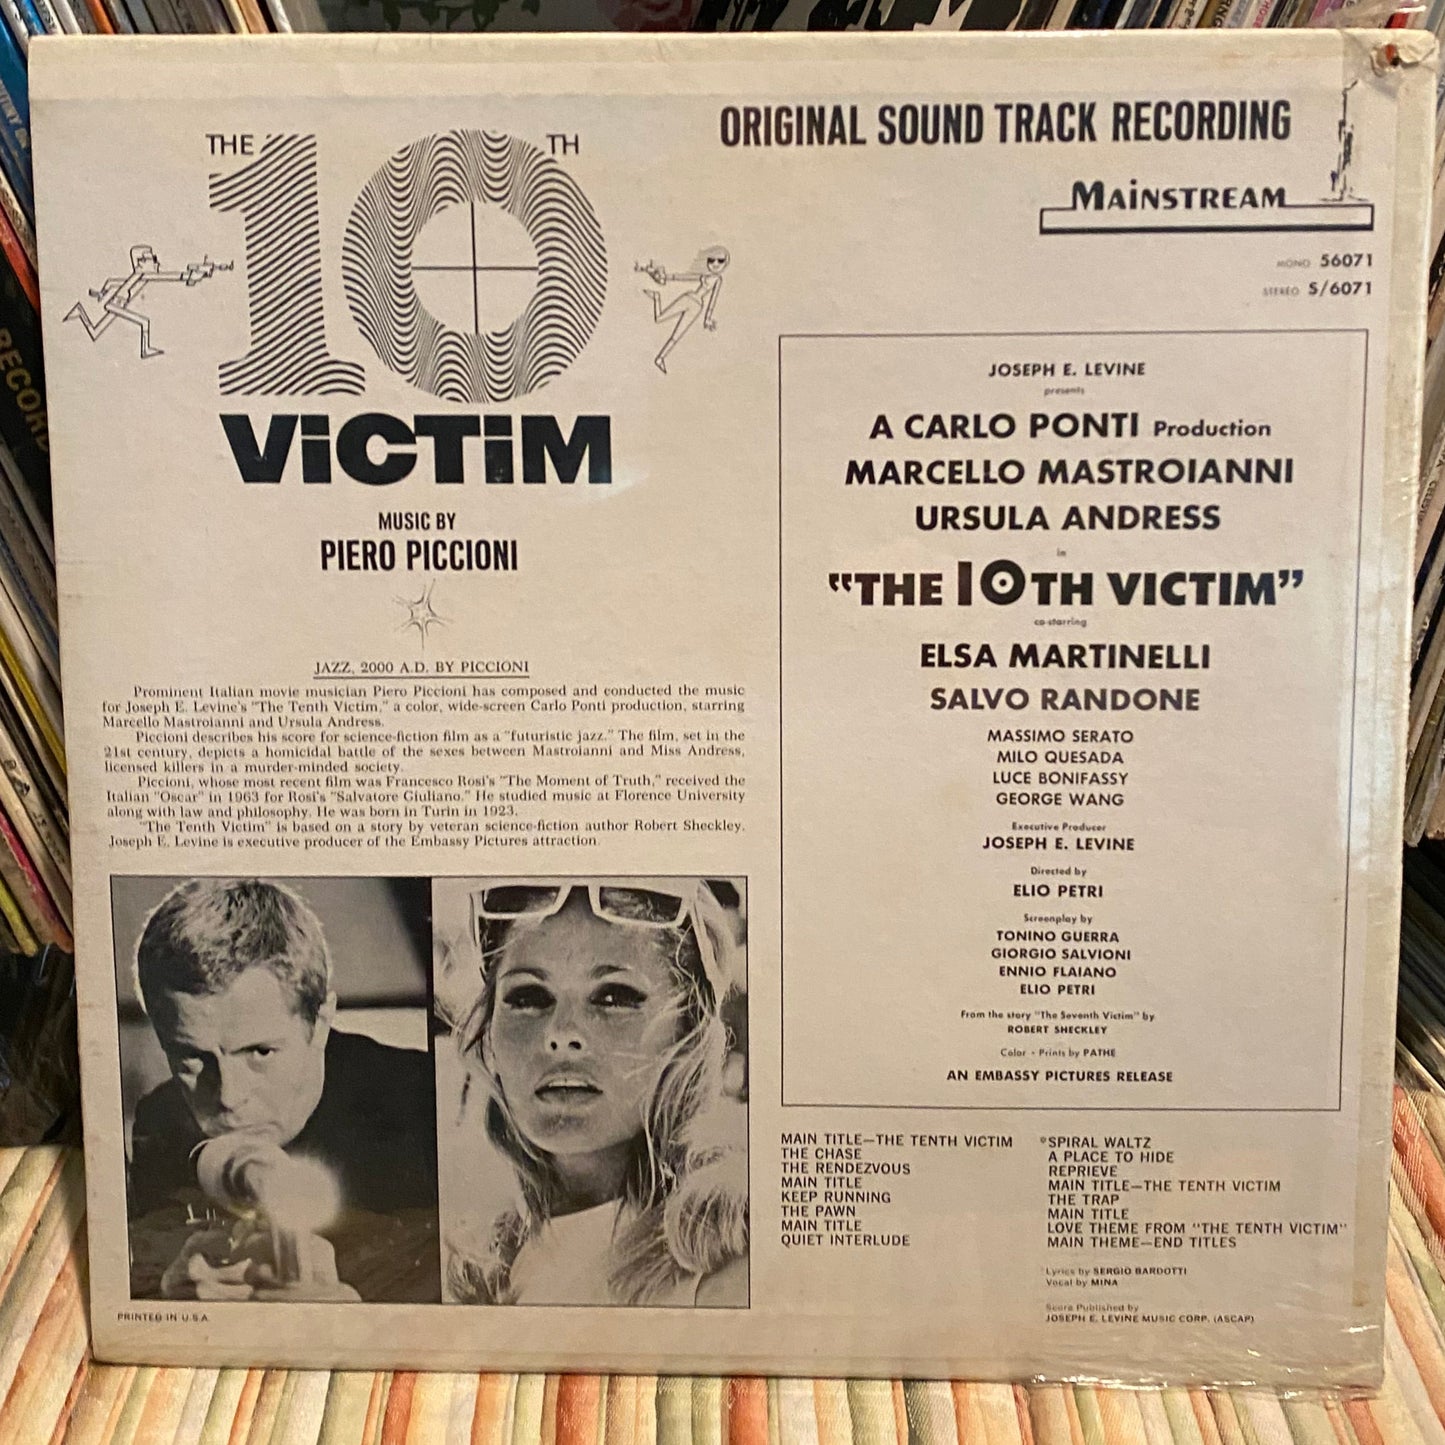 THE 10TH
VICTIM
MUSIC BY
PIERO PICCIONI
JAZZ, 2000 A.D. BY PICCIONI
Prominent Italian movie musician Piero Piccioni has composed and conducted the music
for Joseph E. Levine's "The Tenth Victim," a color, wide-screen Carlo Ponti production, starring
Marcello Mastroianni and Ursula Andress.
Piccioni describes his score for science-fiction film as a "futuristic jazz." The film, set in the
21st century, depicts a homicidal battle of the sexes between Mastroianni and Miss Andress,
licensed killers in a murder-minded society.
Piccioni, whose most recent film was Francesco Rosi's "The Moment of Truth," received the
Italian "Oscar" in 1963 for Rosi's "Salvatore Giuliano." He studied music at Florence University
along with law and philosophy. He was born in Turin in 1923.
"The Tenth Victim" is based on a story by veteran science-fiction author Robert Sheckley.
Joseph E. Levine is executive producer of the Embassy Pictures attraction.
PRINTED IN U.S.A.
ORIGINAL SOUND TRACK RECORDING
MAINSTREAM
MONO 56071
STEREO S/6071
JOSEPH E. LEVINE
presents
A CARLO PONTI Production
MARCELLO MASTROIANNI
URSULA ANDRESS
in
"THE 10TH VICTIM"
co-starring
ELSA MARTINELLI
SALVO RANDONE
MASSIMO SERATO
MILO QUESADA
LUCE BONIFASSY
GEORGE WANG
Executive Producer
JOSEPH E. LEVINE
Directed by
ELIO PETRI
Screenplay by
TONINO GUERRA
GIORGIO SALVIONI
ENNIO FLAIANO
ELIO PETRI
From the story "The Seventh Victim" by
ROBERT SHECKLEY
Color - Prints by PATHE
AN EMBASSY PICTURES RELEASE
MAIN TITLE—THE TENTH VICTIM
THE CHASE
THE RENDEZVOUS
MAIN TITLE
KEEP RUNNING
THE PAWN
MAIN TITLE
QUIET INTERLUDE
*SPIRAL WALTZ
A PLACE TO HIDE
REPRIEVE
MAIN TITLE—THE TENTH VICTIM
THE TRAP
MAIN TITLE
LOVE THEME FROM "THE TENTH VICTIM"
MAIN THEME—END TITLES
*Lyrics by SERGIO BARDOTTI
Vocal by MINA
Score Published by
JOSEPH E. LEVINE MUSIC CORP. (ASCAP)
RECORD